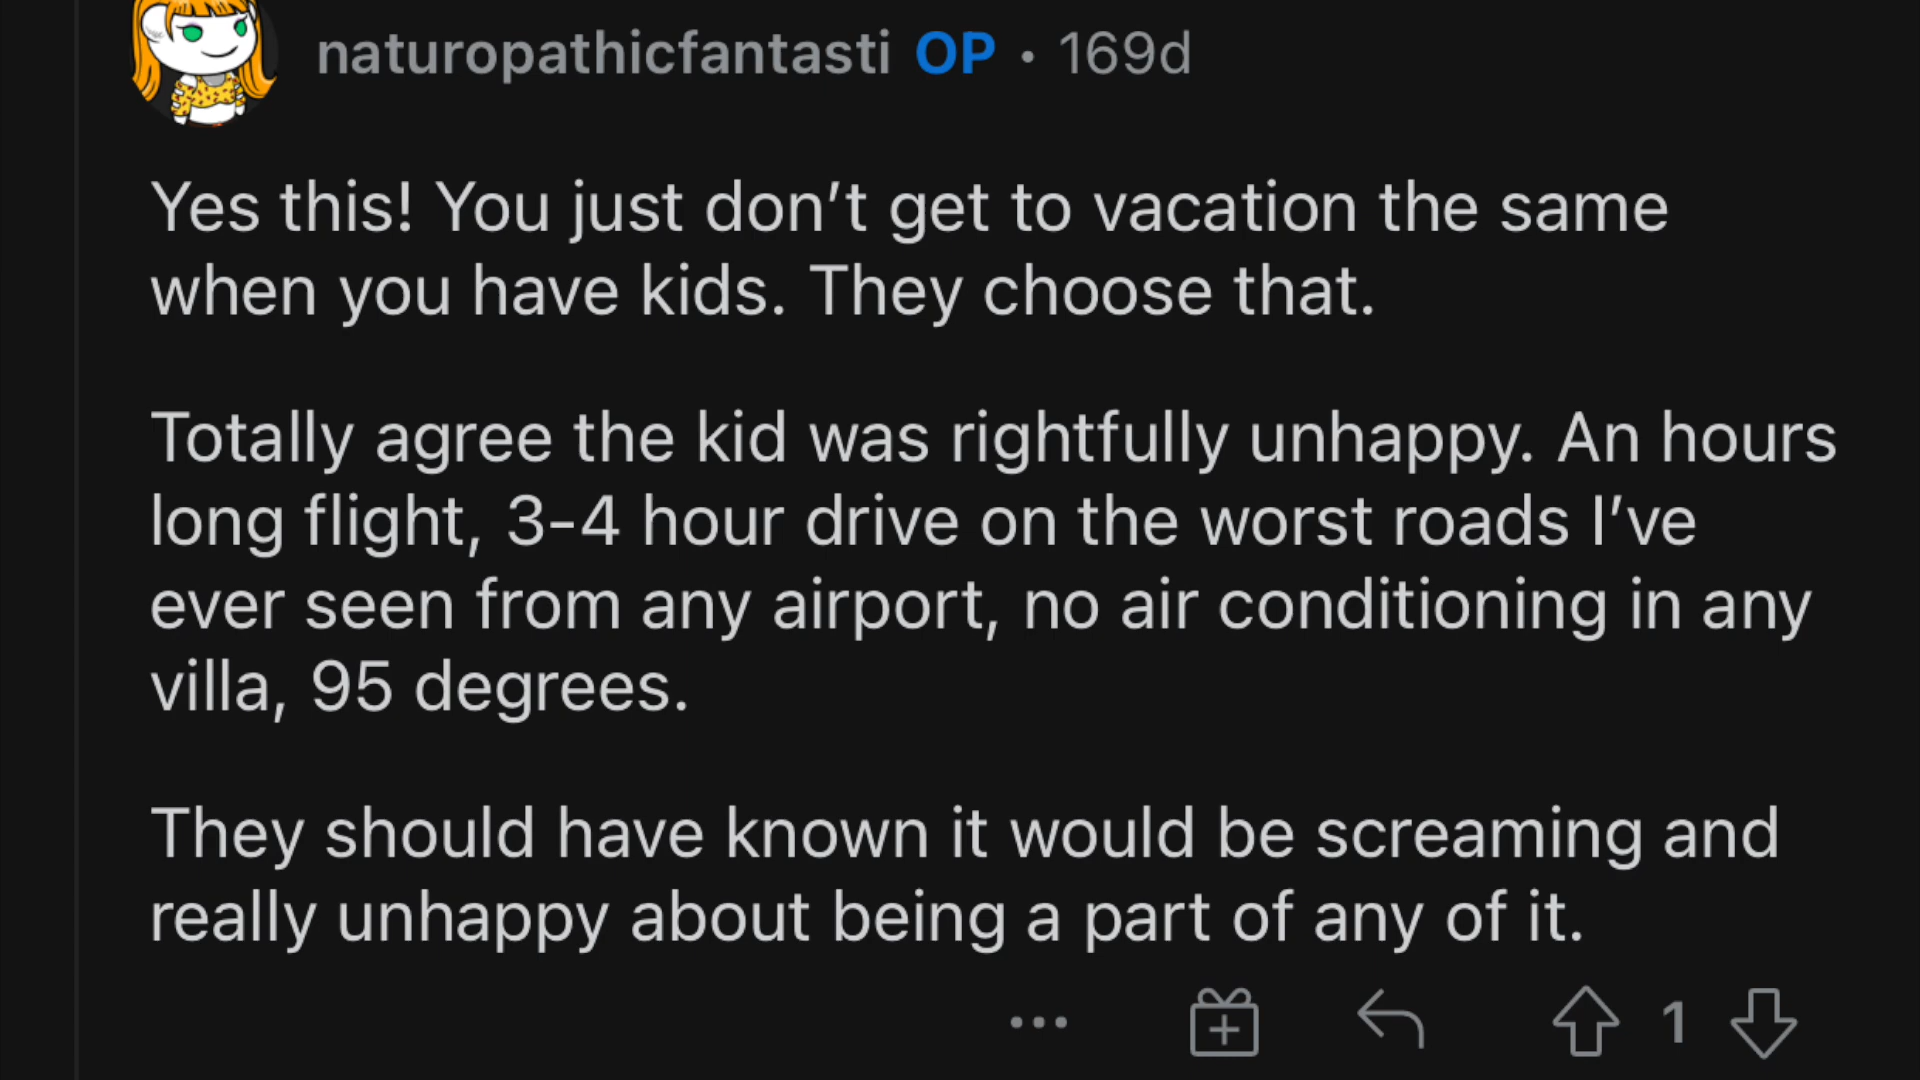 naturopathicfantasti OP · 169d
Yes this! You just don’t get to vacation the same
when you have kids. They choose that.
Totally agree the kid was rightfully unhappy. An hours
long flight, 3-4 hour drive on the worst roads I’ve
ever seen from any airport, no air conditioning in any
villa, 95 degrees.
They should have known it would be screaming and
really unhappy about being a part of any of it.
1